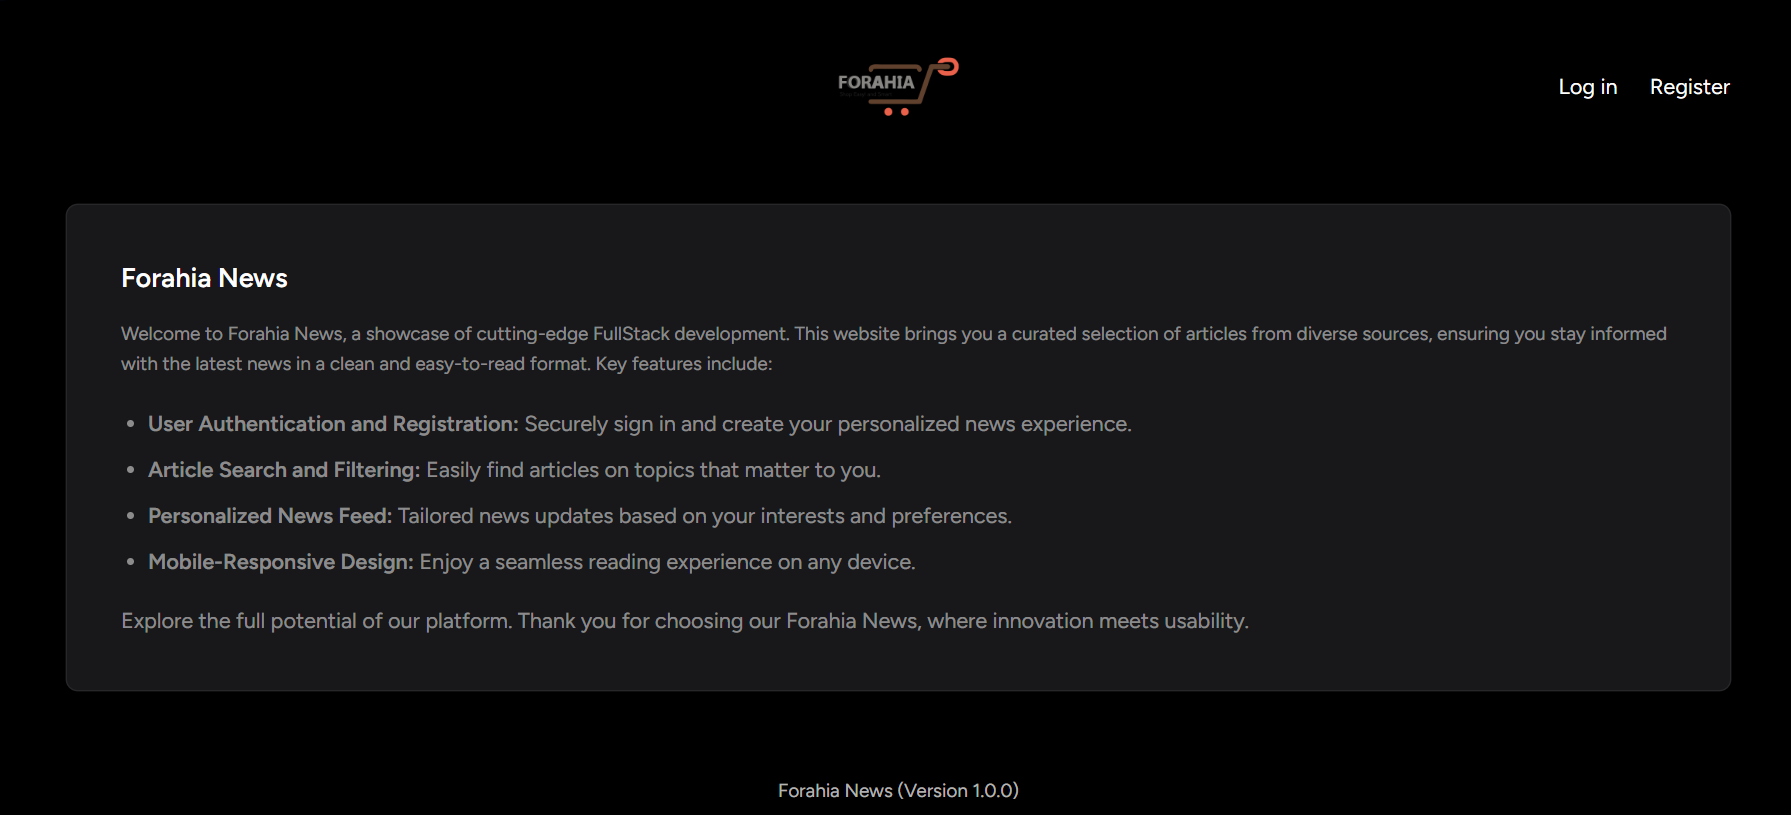 FORAHIA
Log in
Register
Forahia News
Welcome to Forahia News, a showcase of cutting-edge FullStack development. This website brings you a curated selection of articles from diverse sources, ensuring you stay informed
with the latest news in a clean and easy-to-read format. Key features include:
• User Authentication and Registration: Securely sign in and create your personalized news experience.
• Article Search and Filtering: Easily find articles on topics that matter to you.
• Personalized News Feed: Tailored news updates based on your interests and preferences.
• Mobile-Responsive Design: Enjoy a seamless reading experience on any device.
Explore the full potential of our platform. Thank you for choosing our Forahia News, where innovation meets usability.
Forahia News (Version 1.0.0)